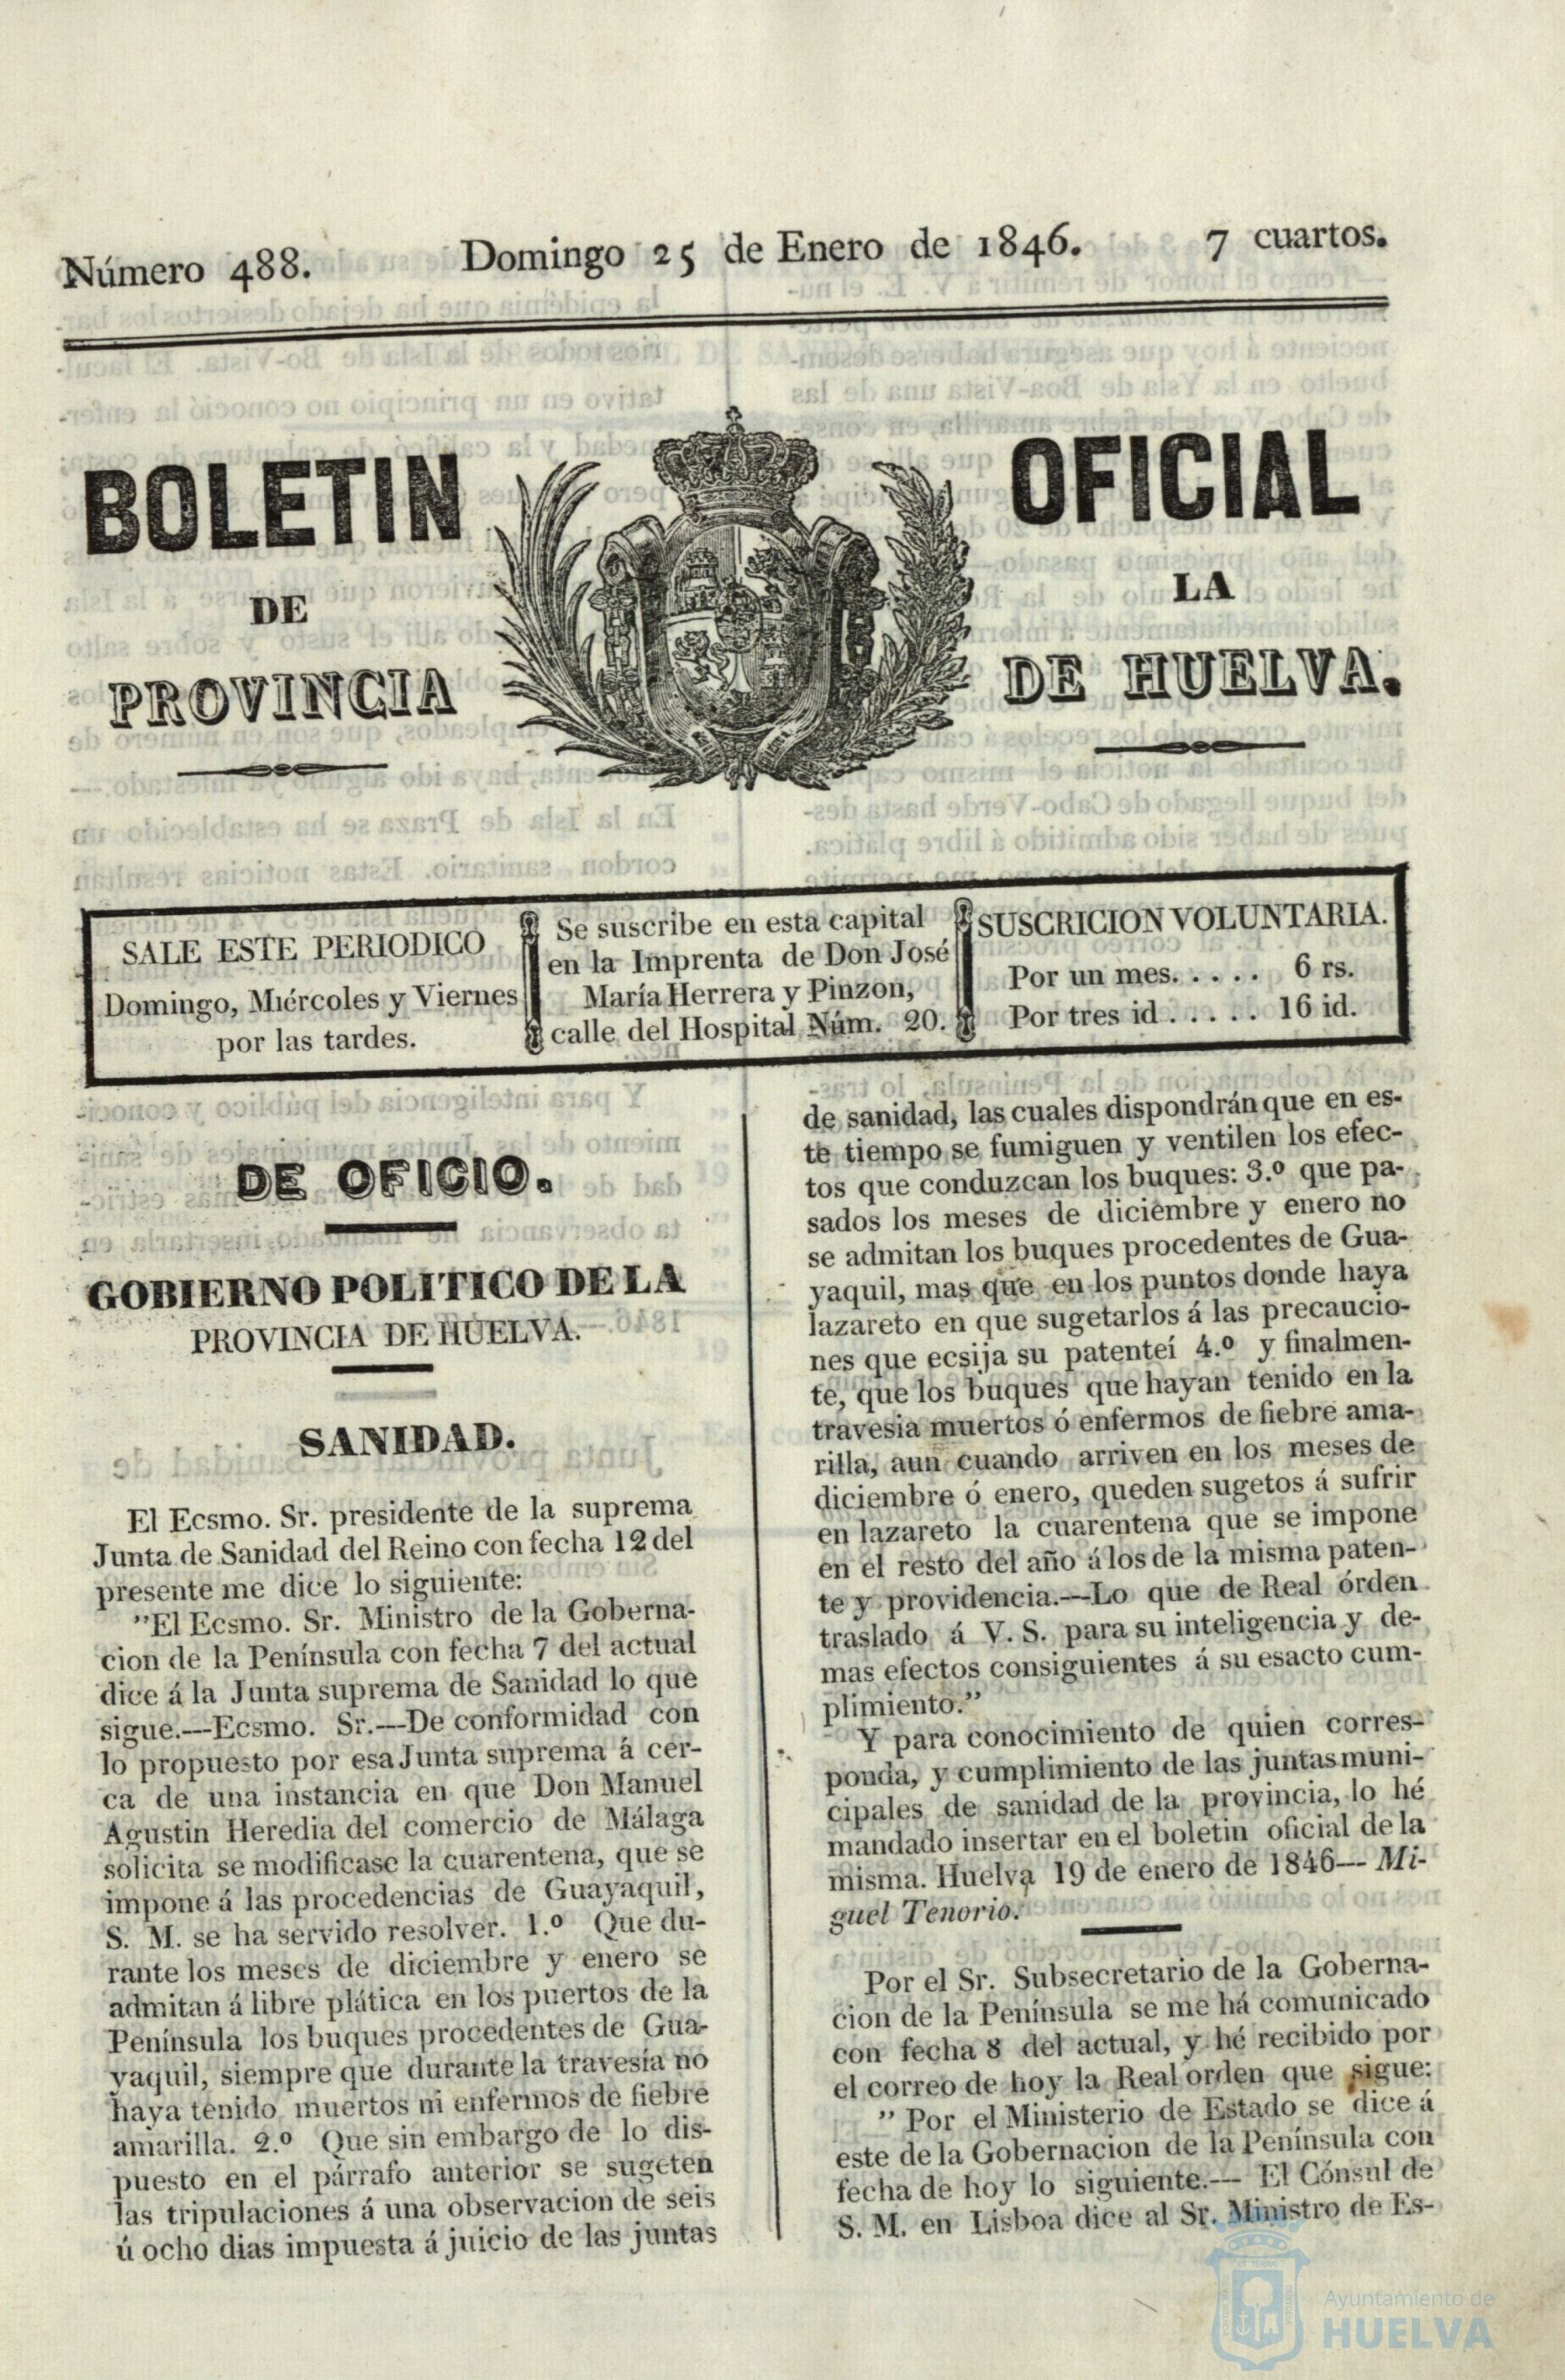 Número 488.
Domingo 25 de Enero de 1846.
7 cuartos.
BOLETIN
OFICIAL
DE
LA
PROVINCIA
DE HUELVA.
SALE ESTE PERIODICO
Domingo, Miércoles y Viernes
por las tardes.
Se suscribe en esta capital
en la Imprenta de Don José
María Herrera y Pinzon,
calle del Hospital Núm. 20.
SUSCRICION VOLUNTARIA.
Por un mes. . . . . 6 rs.
Por tres id . . . . . 16 id.
DE OFICIO.
GOBIERNO POLITICO DE LA
PROVINCIA DE HUELVA.
SANIDAD.
El Ecsmo. Sr. presidente de la suprema
Junta de Sanidad del Reino con fecha 12 del
presente me dice lo siguiente:
"El Ecsmo. Sr. Ministro de la Goberna-
cion de la Península con fecha 7 del actual
dice á la Junta suprema de Sanidad lo que
sigue.---Ecsmo. Sr.---De conformidad con
lo propuesto por esa Junta suprema á cer-
ca de una instancia en que Don Manuel
Agustin Heredia del comercio de Málaga
solicita se modificase la cuarentena, que se
impone á las procedencias de Guayaquil,
S. M. se ha servido resolver. 1.º Que du-
rante los meses de diciembre y enero se
admitan á libre plática en los puertos de la
Península los buques procedentes de Gua-
yaquil, siempre que durante la travesía no
haya tenido muertos ni enfermos de fiebre
amarilla. 2.º Que sin embargo de lo dis-
puesto en el párrafo anterior se sugeten
las tripulaciones á una observacion de seis
ú ocho dias impuesta á juicio de las juntas
de sanidad, las cuales dispondrán que en es-
te tiempo se fumiguen y ventilen los efec-
tos que conduzcan los buques: 3.º que pa-
sados los meses de diciembre y enero no
se admitan los buques procedentes de Gua-
yaquil, mas que en los puntos donde haya
lazareto en que sugetarlos á las precaucio-
nes que ecsija su patenteí 4.º y finalmen-
te, que los buques que hayan tenido en la
travesia muertos ó enfermos de fiebre ama-
rilla, aun cuando arriven en los meses de
diciembre ó enero, queden sugetos á sufrir
en lazareto la cuarentena que se impone
en el resto del año á los de la misma paten-
te y providencia.---Lo que de Real órden
traslado á V. S. para su inteligencia y de-
mas efectos consiguientes á su esacto cum-
plimiento."
Y para conocimiento de quien corres-
ponda, y cumplimiento de las juntas muni-
cipales de sanidad de la provincia, lo hé
mandado insertar en el boletin oficial de la
misma. Huelva 19 de enero de 1846--- Mi-
guel Tenorio.
Por el Sr. Subsecretario de la Goberna-
cion de la Península se me há comunicado
con fecha 8 del actual, y hé recibido por
el correo de hoy la Real orden que sigue:
" Por el Ministerio de Estado se dice á
este de la Gobernacion de la Península con
fecha de hoy lo siguiente.--- El Cónsul de
S. M. en Lisboa dice al Sr. Ministro de Es-
Ayuntamiento de
HUELVA